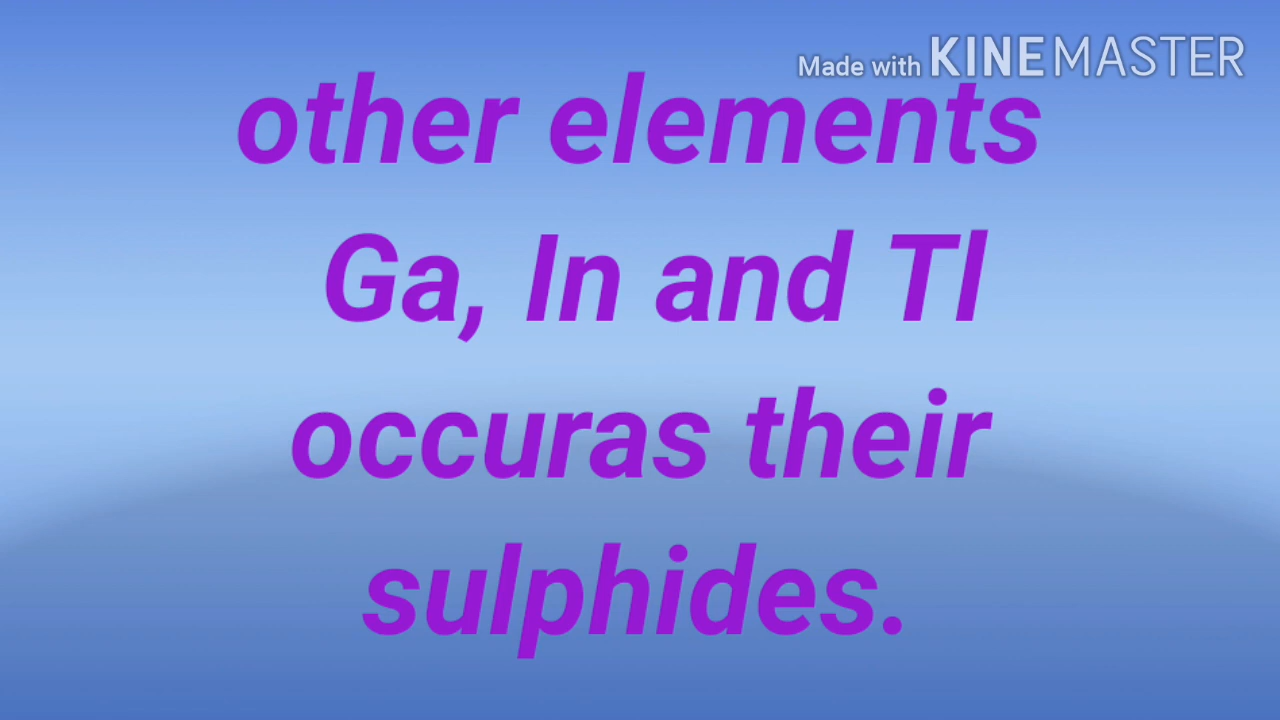 Made with KINEMASTER
other elements
Ga, In and Tl
occuras their
sulphides.